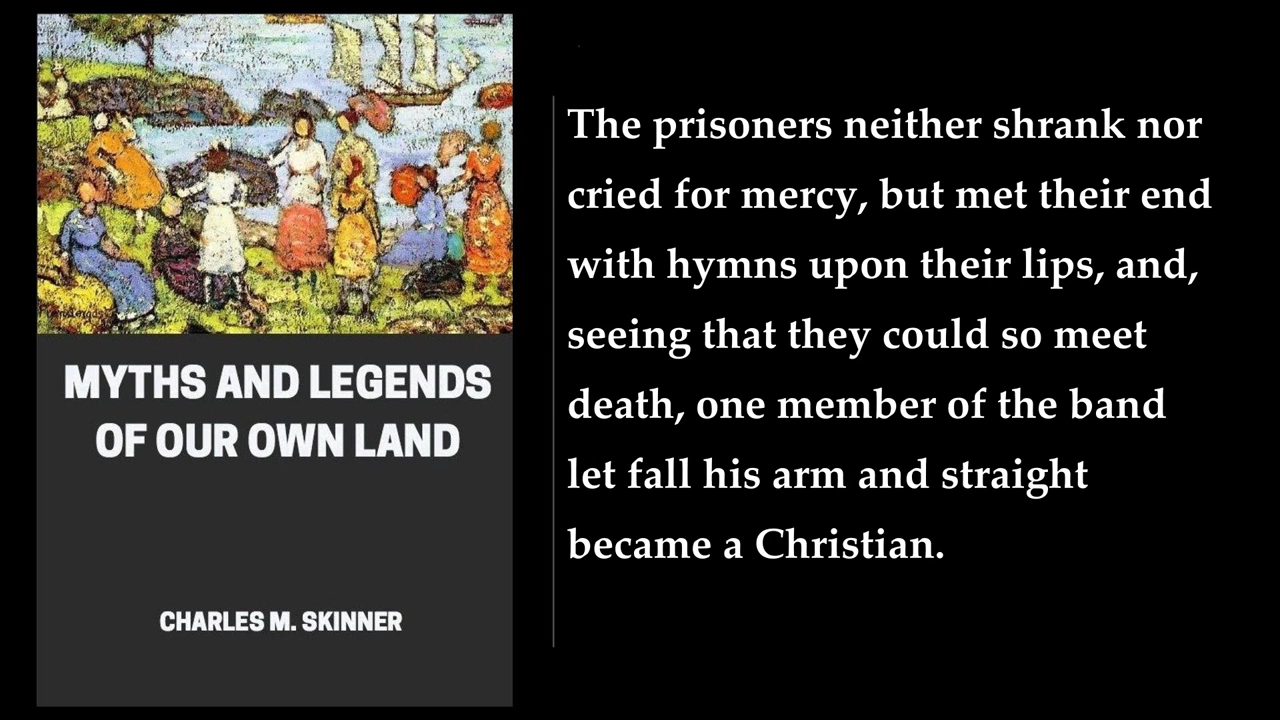 MYTHS AND LEGENDS
OF OUR OWN LAND
CHARLES M. SKINNER
The prisoners neither shrank nor
cried for mercy, but met their end
with hymns upon their lips, and,
seeing that they could so meet
death, one member of the band
let fall his arm and straight
became a Christian.